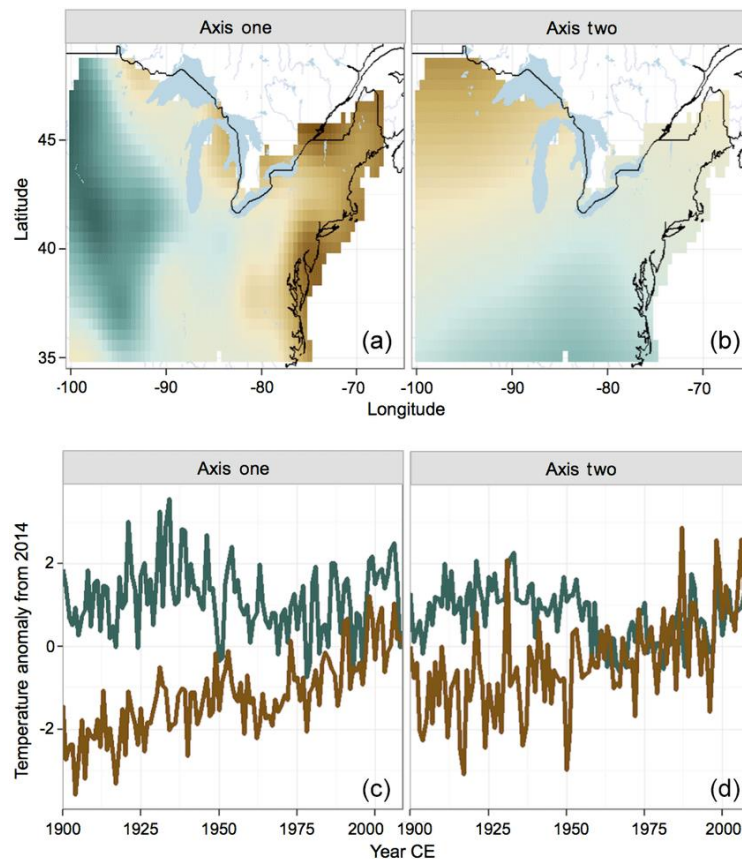 Axis one
Axis two
Latitude
45
40
35
(a)
(b)
-100
-90
-80
-70
-100
-90
-80
-70
Longitude
Axis one
Axis two
Temperature anomaly from 2014
2
0
-2
(c)
(d)
1900
1925
1950
1975
2000
1900
1925
1950
1975
2000
Year CE